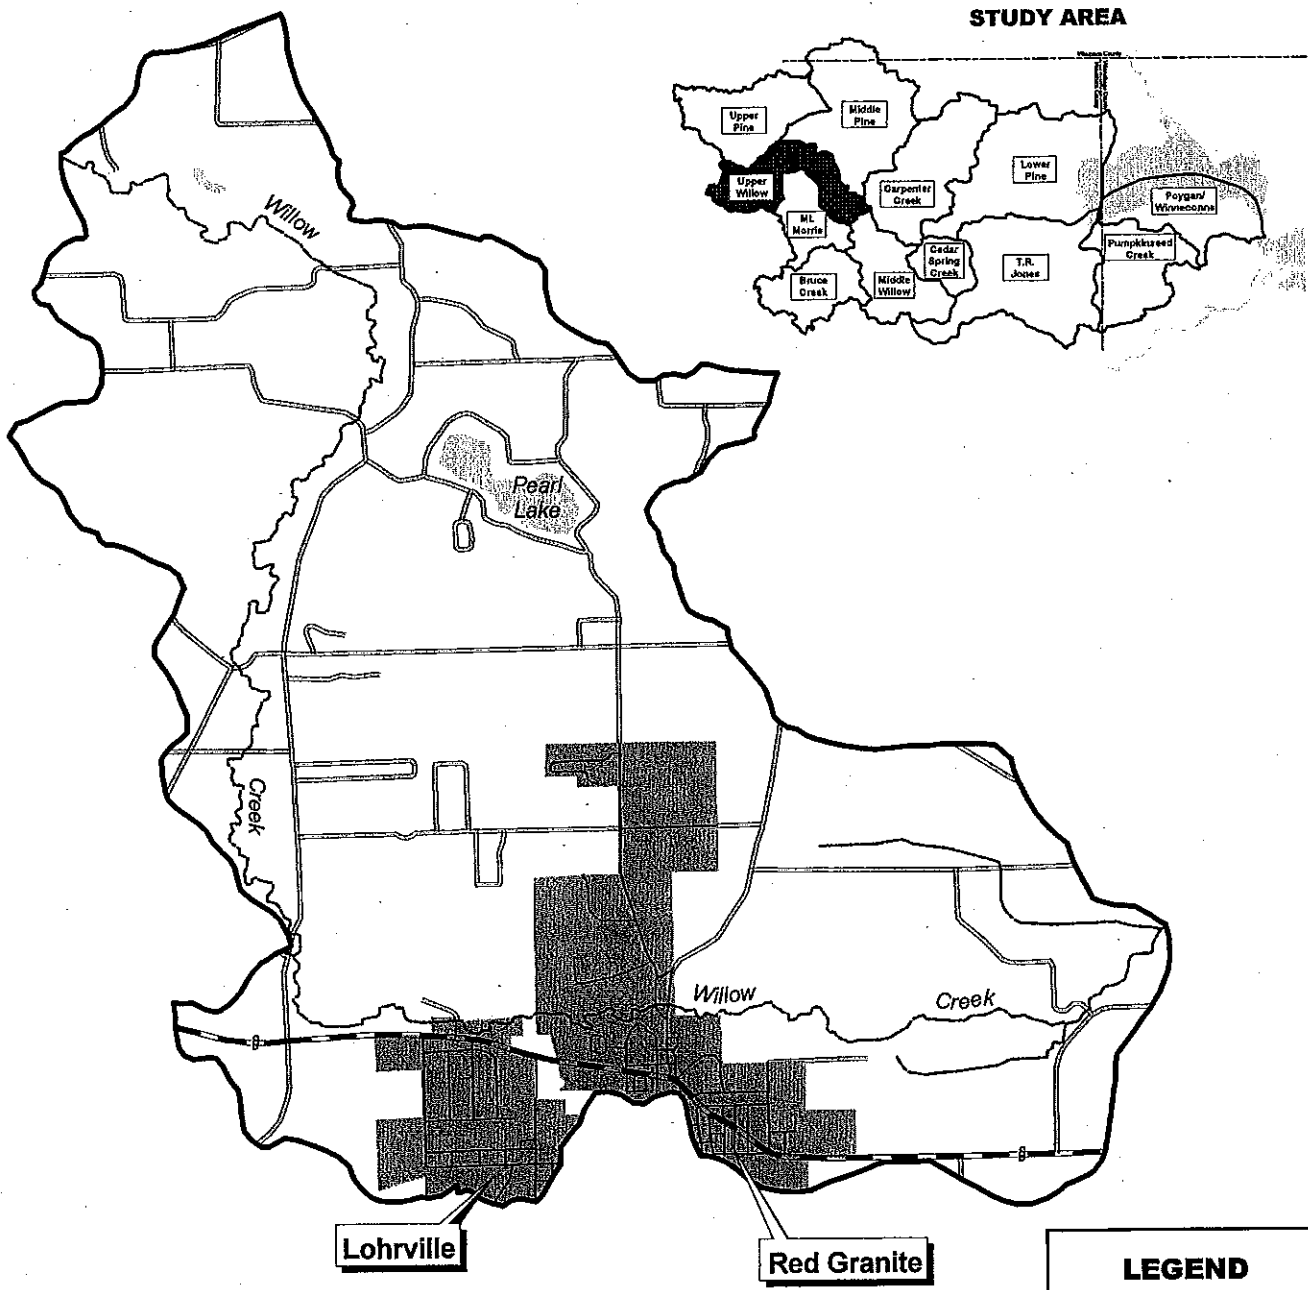 STUDY AREA
Upper
Pine
Middle
Pine
Lower
Pine
Upper
Willow
Carpenter
Creek
Poygan/
Winneconne
Mt.
Morris
Pumpkinseed
Creek
Cedar
Spring
Creek
T.R.
Jones
Bruce
Creek
Middle
Willow
Willow
Pearl
Lake
Creek
Willow
Creek
Lohrville
Red Granite
LEGEND